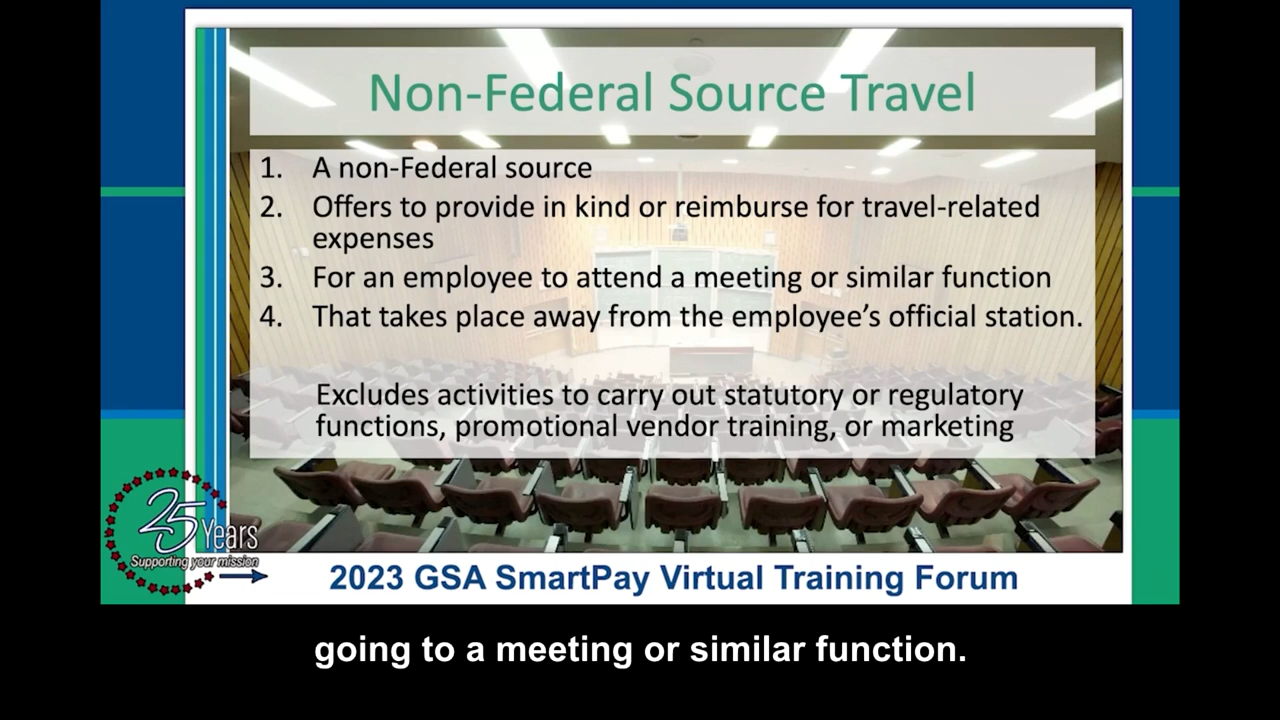 Non-Federal Source Travel
1. A non-Federal source
2. Offers to provide in kind or reimburse for travel-related
expenses
3. For an employee to attend a meeting or similar function
4. That takes place away from the employee’s official station.
Excludes activities to carry out statutory or regulatory
functions, promotional vendor training, or marketing
25 Years
Supporting your mission
2023 GSA SmartPay Virtual Training Forum
going to a meeting or similar function.